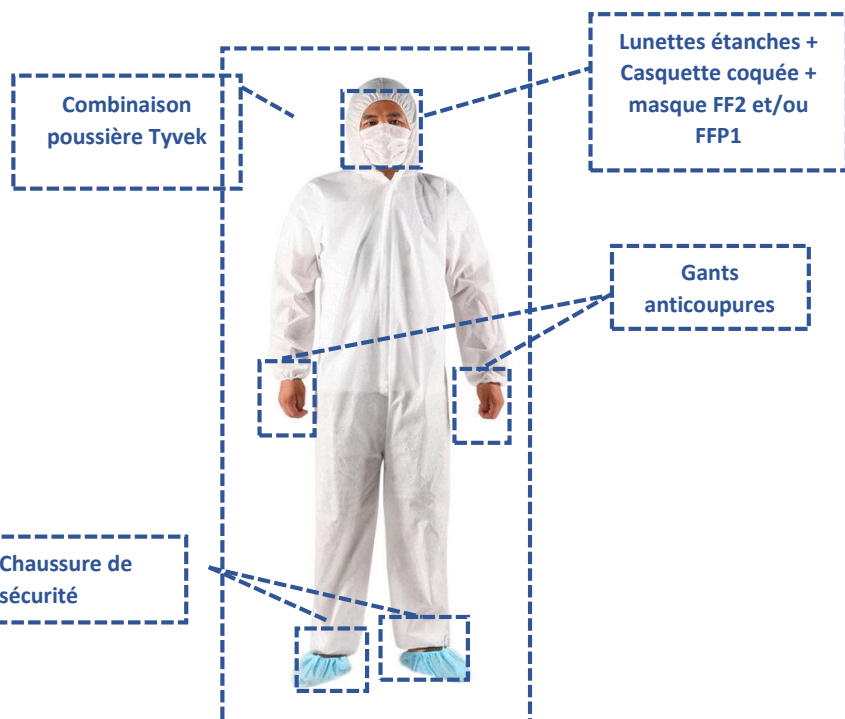 Combinaison
poussière Tyvek
Lunettes étanches +
Casquette coquée +
masque FF2 et/ou
FFP1
Gants
anticoupures
Chaussure de
sécurité